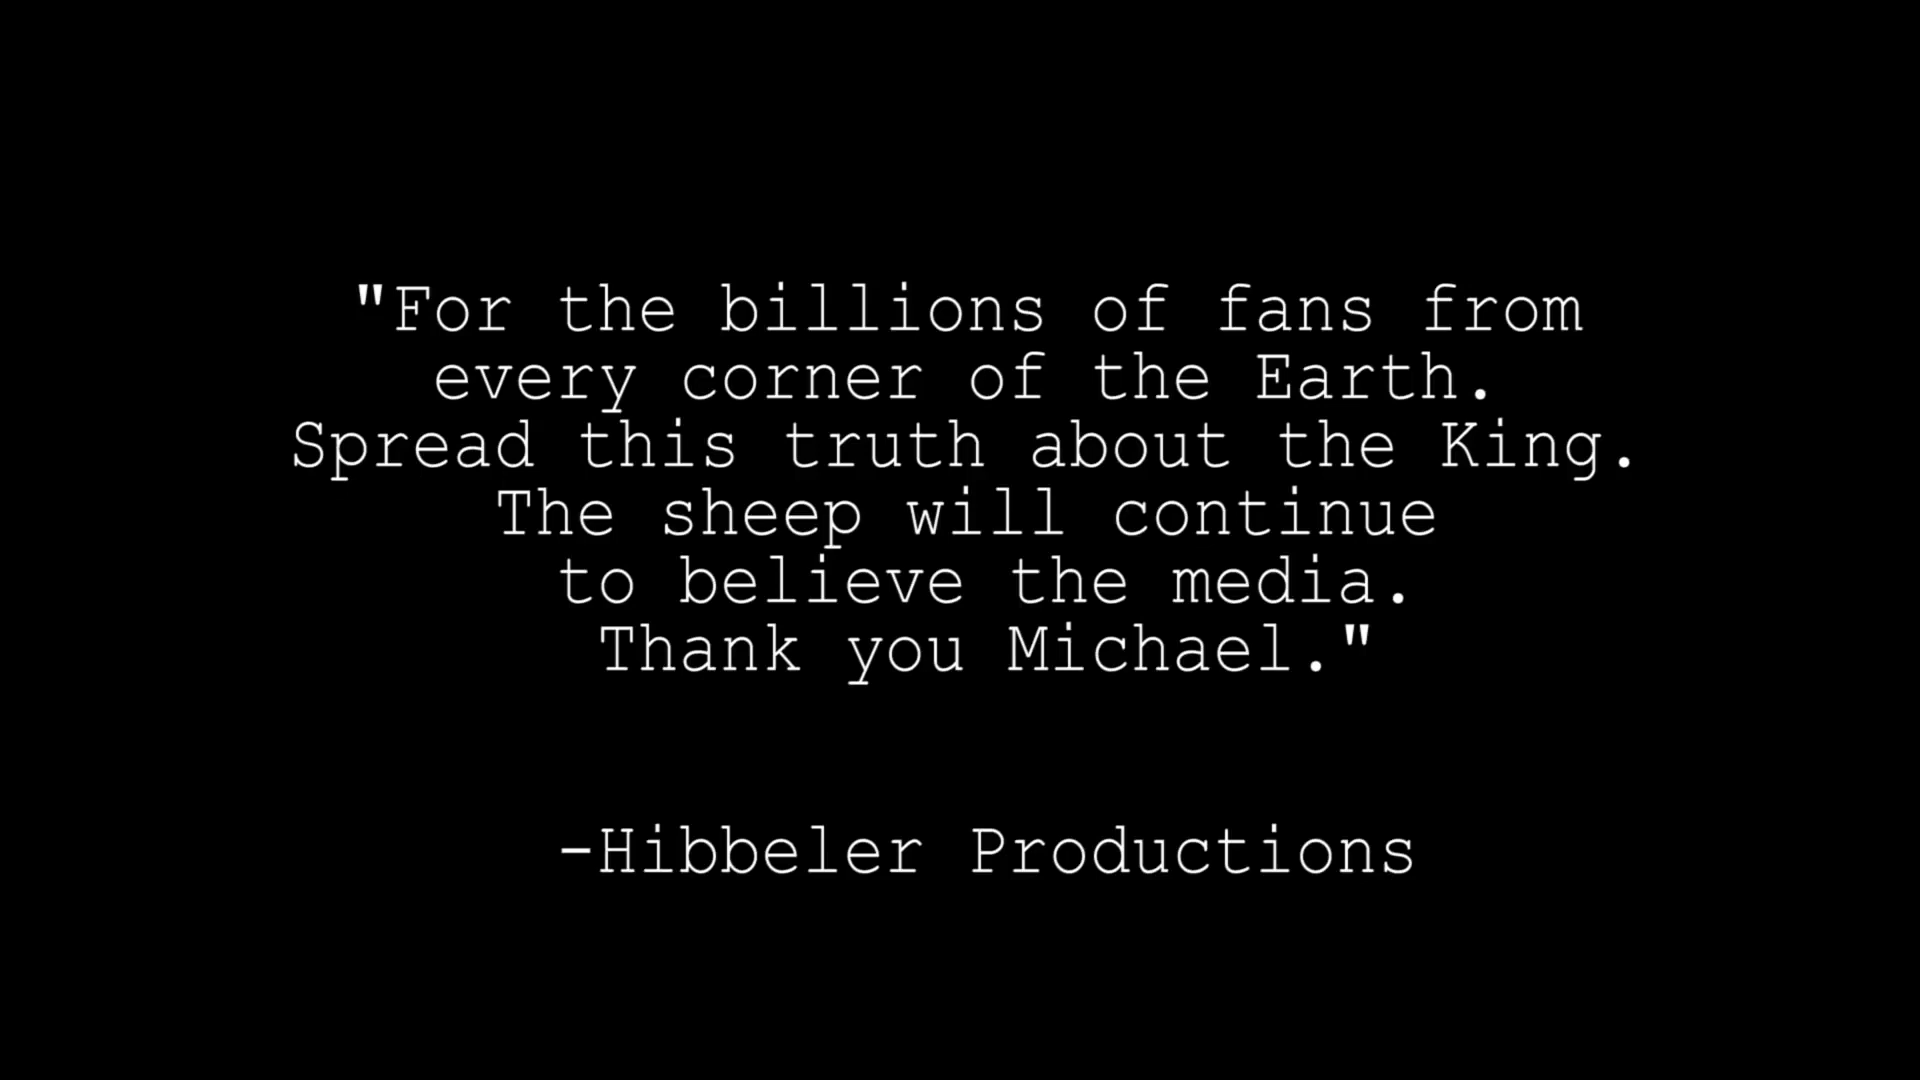 "For the billions of fans from
every corner of the Earth.
Spread this truth about the King.
The sheep will continue
to believe the media.
Thank you Michael."
-Hibbeler Productions